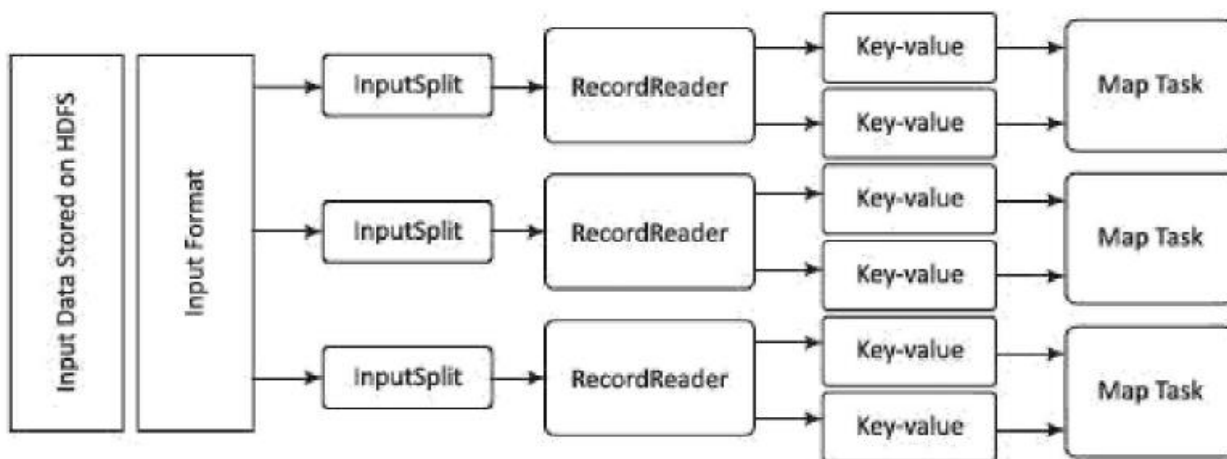 Input Data Stored on HDFS
Input Format
InputSplit
RecordReader
Key-value
Key-value
Map Task
InputSplit
RecordReader
Key-value
Key-value
Map Task
InputSplit
RecordReader
Key-value
Key-value
Map Task